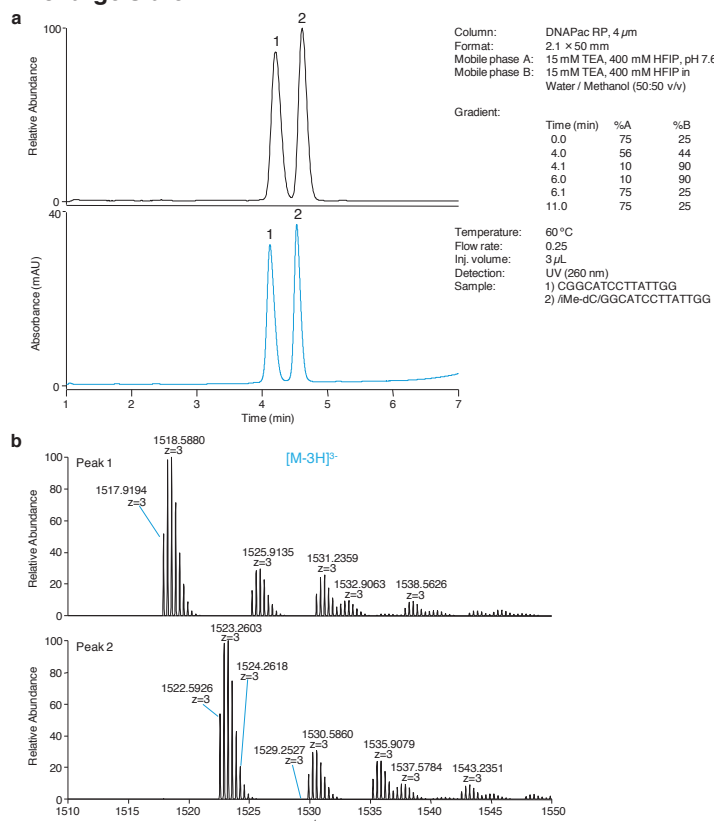 a
100
Relative Abundance
0
1
2
Column: DNAPac RP, 4 µm
Format: 2.1 × 50 mm
Mobile phase A: 15 mM TEA, 400 mM HFIP, pH 7.6
Mobile phase B: 15 mM TEA, 400 mM HFIP in
Water / Methanol (50:50 v/v)
Gradient:
Time (min) %A %B
0.0 75 25
4.0 56 44
4.1 10 90
6.0 10 90
6.1 75 25
11.0 75 25
Temperature: 60 °C
Flow rate: 0.25
Inj. volume: 3 µL
Detection: UV (260 nm)
Sample: 1) CGGCATCCTTATTGG
2) /iMe-dC/GGCATCCTTATTGG
40
Absorbance (mAU)
0
1
2
1 2 3 4 5 6 7
Time (min)
b
Peak 1
[M-3H]3-
Relative Abundance
100
80
60
40
20
0
1518.5880
z=3
1517.9194
z=3
1525.9135
z=3
1531.2359
z=3
1532.9063
z=3
1538.5626
z=3
Peak 2
Relative Abundance
100
80
60
40
20
0
1523.2603
z=3
1524.2618
z=3
1522.5926
z=3
1529.2527
z=3
1530.5860
z=3
1535.9079
z=3
1537.5784
z=3
1543.2351
z=3
1510 1515 1520 1525 1530 1535 1540 1545 1550